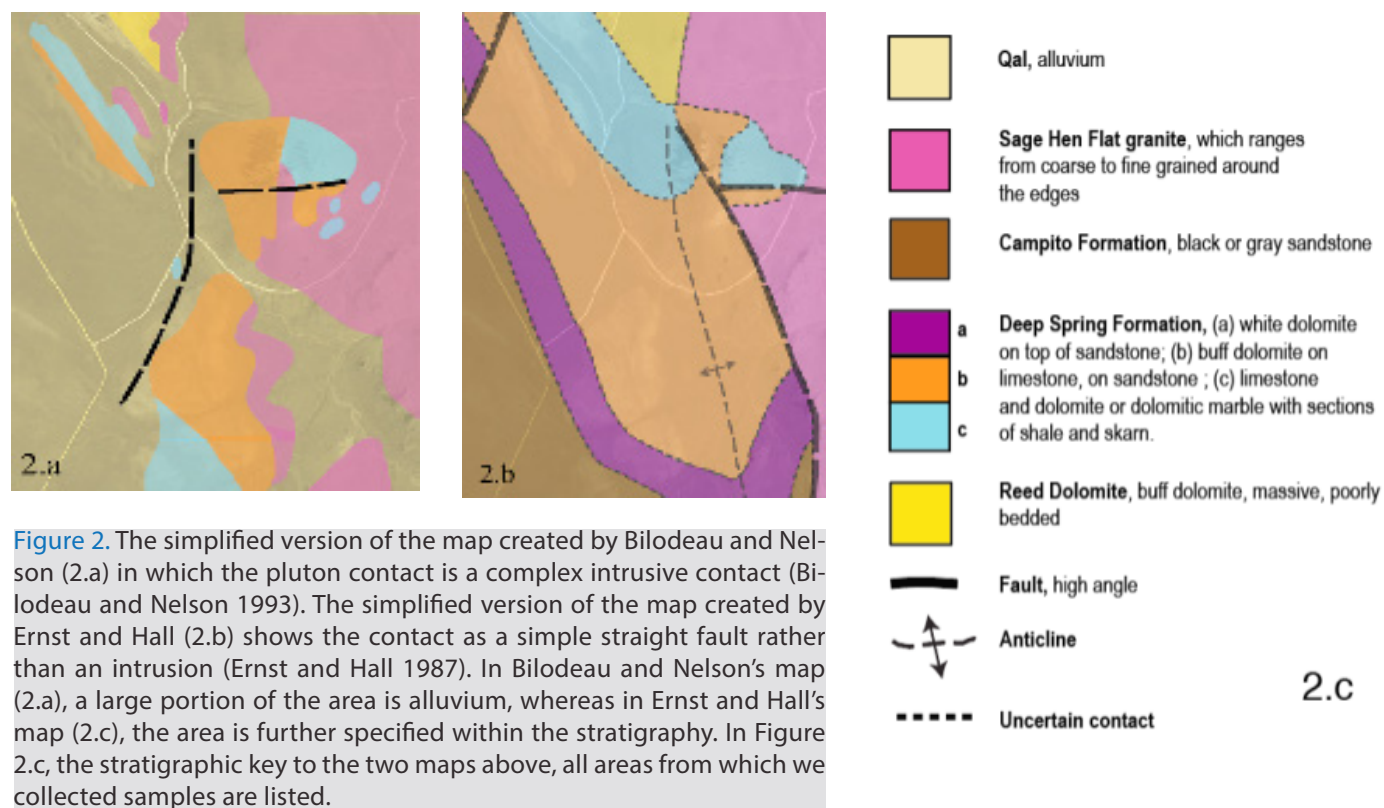 2.a
2.b
Figure 2. The simplified version of the map created by Bilodeau and Nel-
son (2.a) in which the pluton contact is a complex intrusive contact (Bi-
lodeau and Nelson 1993). The simplified version of the map created by
Ernst and Hall (2.b) shows the contact as a simple straight fault rather
than an intrusion (Ernst and Hall 1987). In Bilodeau and Nelson’s map
(2.a), a large portion of the area is alluvium, whereas in Ernst and Hall’s
map (2.c), the area is further specified within the stratigraphy. In Figure
2.c, the stratigraphic key to the two maps above, all areas from which we
collected samples are listed.
Qal, alluvium
Sage Hen Flat granite, which ranges
from coarse to fine grained around
the edges
Campito Formation, black or gray sandstone
a
b
c
Deep Spring Formation, (a) white dolomite
on top of sandstone; (b) buff dolomite on
limestone, on sandstone ; (c) limestone
and dolomite or dolomitic marble with sections
of shale and skarn.
Reed Dolomite, buff dolomite, massive, poorly
bedded
Fault, high angle
Anticline
Uncertain contact
2.c